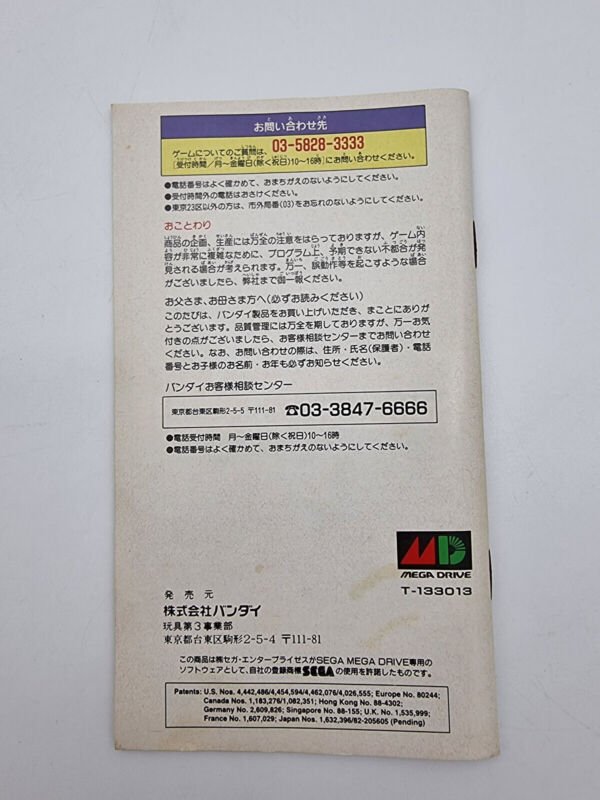 お問い合わせ先
ゲームについてのご質問は、03-5828-3333
[受付時間/月〜金曜日(除く祝日)10〜16時]にお問い合わせください。
●電話番号はよく確かめて、おまちがえのないようにしてください。
●受付時間外の電話はおさけください。
●東京23区以外の方は、市外局番(03)をお忘れのないようにしてください。
おことわり
商品の企画、生産には万全の注意をはらっておりますが、ゲーム内
容が非常に複雑なために、プログラム上、予期できない不都合が発
見される場合が考えられます。万一、誤動作等を起こすような場合
がございましたら、弊社まで御一報ください。
お父さま、お母さま方へ(必ずお読みください)
このたびは、バンダイ製品をお買い上げいただき、まことにありが
とうございます。品質管理には万全を期しておりますが、万一お気
付きの点がございましたら、お客様相談センターまでお問い合わせ
ください。なお、お問い合わせの際は、住所・氏名(保護者)・電話
番号とお子様のお名前・お年も必ずお知らせください。
バンダイお客様相談センター
東京都台東区駒形2-5-5 〒111-81 ☎03-3847-6666
●電話受付時間 月〜金曜日(除く祝日)10〜16時
●電話番号はよく確かめて、おまちがえのないようにしてください。
MD
MEGA DRIVE
T-133013
発売元
株式会社バンダイ
玩具第3事業部
東京都台東区駒形2-5-4 〒111-81
この商品は㈱セガ・エンタープライゼスがSEGA MEGA DRIVE専用の
ソフトウェアとして、自社の登録商標SEGAの使用を許諾したものです。
Patents: U.S. Nos. 4,442,486/4,454,594/4,462,076/4,026,555; Europe No. 80244;
Canada Nos. 1,183,276/1,082,351; Hong Kong No. 88-4302;
Germany No. 2,609,826; Singapore No. 88-155; U.K. No. 1,535,999;
France No. 1,607,029; Japan Nos. 1,632,396/82-205605 (Pending)